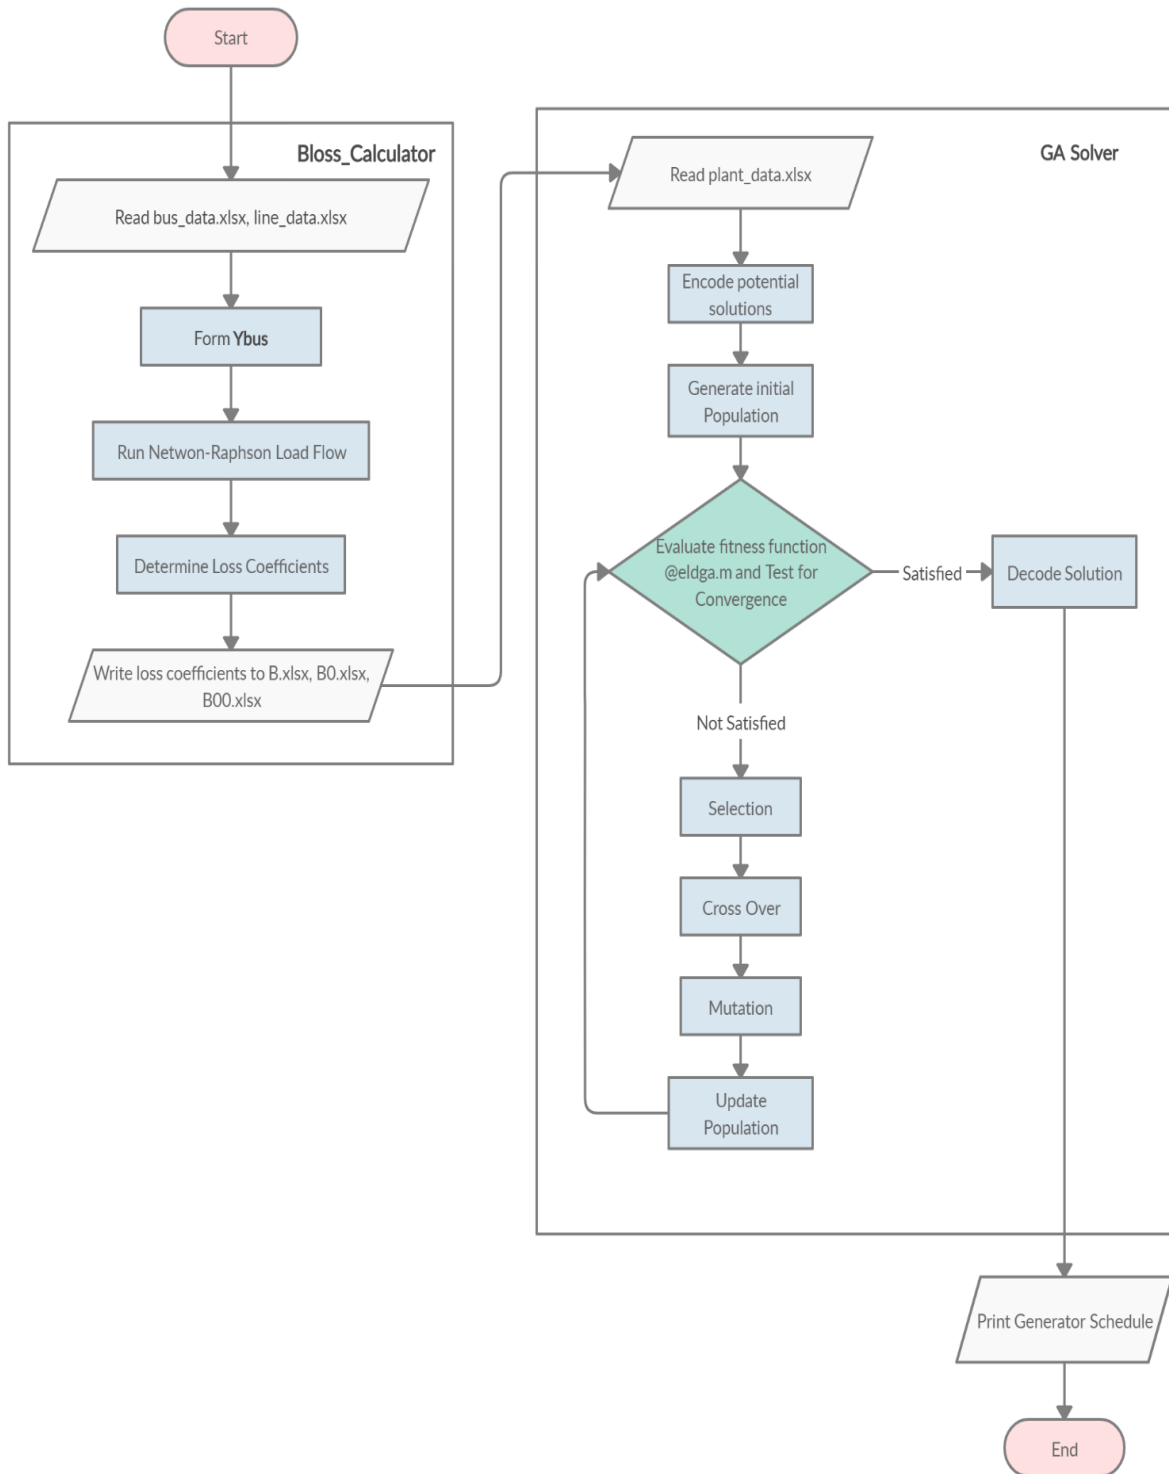 Start
Bloss_Calculator
Read bus_data.xlsx, line_data.xlsx
Form Ybus
Run Netwon-Raphson Load Flow
Determine Loss Coefficients
Write loss coefficients to B.xlsx, B0.xlsx,
B00.xlsx
GA Solver
Read plant_data.xlsx
Encode potential
solutions
Generate initial
Population
Evaluate fitness function
@eldga.m and Test for
Convergence
Satisfied
Decode Solution
Not Satisfied
Selection
Cross Over
Mutation
Update
Population
Print Generator Schedule
End